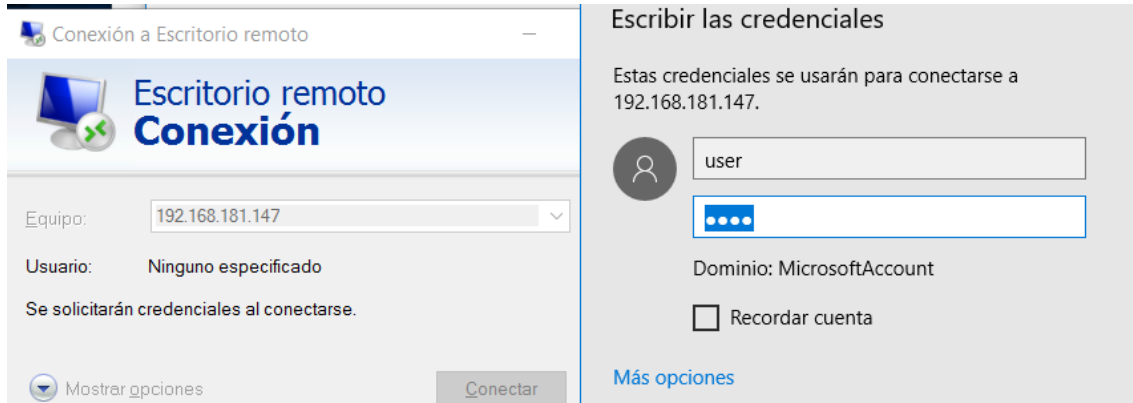 Conexión a Escritorio remoto
Escritorio remoto
Conexión
Equipo: 192.168.181.147
Usuario: Ninguno especificado
Se solicitarán credenciales al conectarse.
Mostrar opciones Conectar
Escribir las credenciales
Estas credenciales se usarán para conectarse a
192.168.181.147.
user
••••
Dominio: MicrosoftAccount
Recordar cuenta
Más opciones